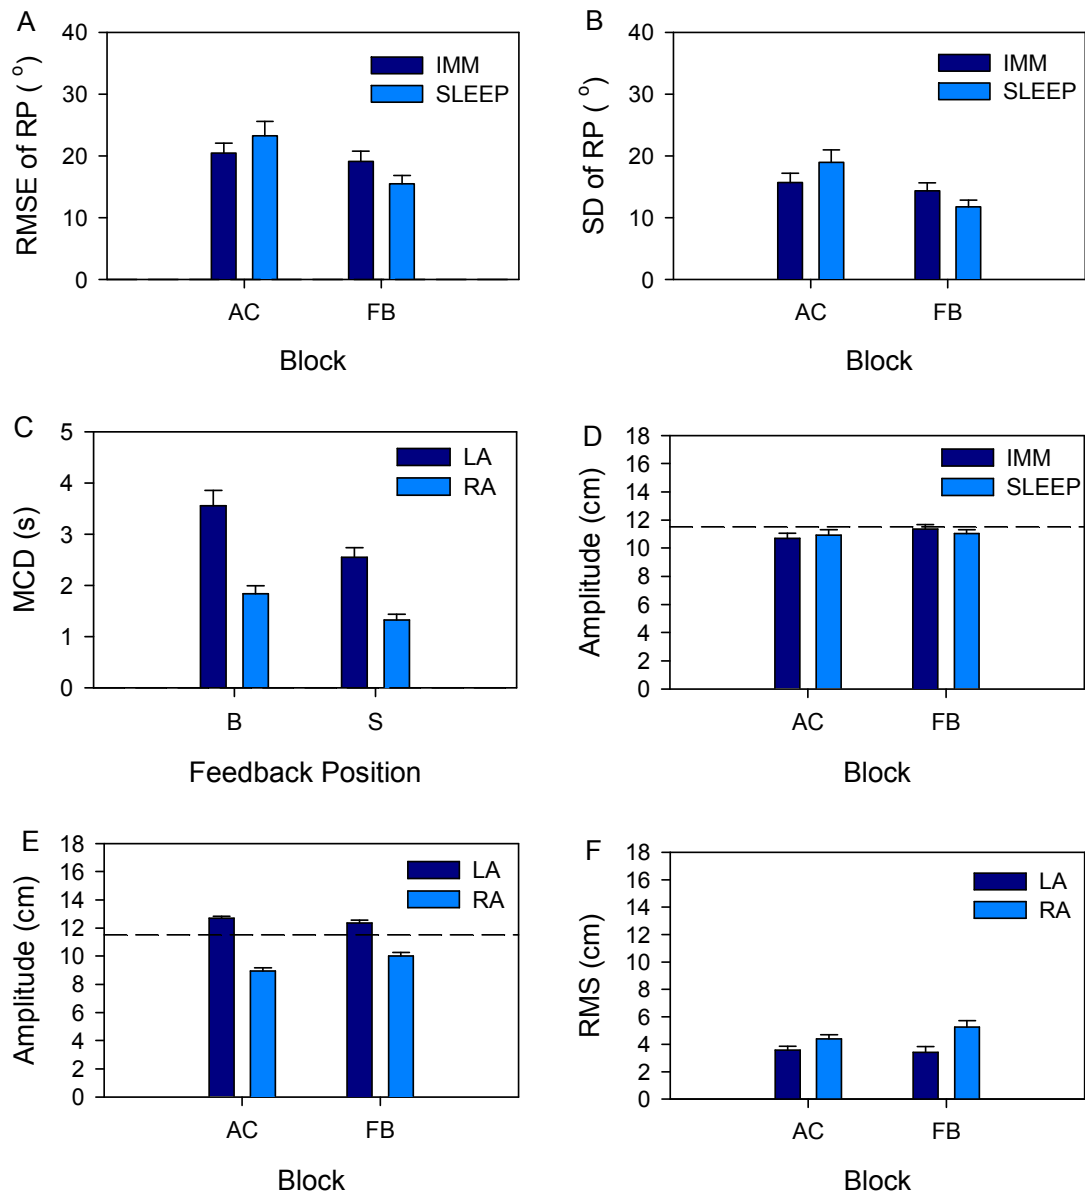 A
RMSE of RP ( °)
40
30
20
10
0
IMM
SLEEP
AC FB
Block
B
SD of RP ( °)
40
30
20
10
0
IMM
SLEEP
AC FB
Block
C
MCD (s)
5
4
3
2
1
0
LA
RA
B S
Feedback Position
D
Amplitude (cm)
18
16
14
12
10
8
6
4
2
0
IMM
SLEEP
AC FB
Block
E
Amplitude (cm)
18
16
14
12
10
8
6
4
2
0
LA
RA
AC FB
Block
F
RMS (cm)
18
16
14
12
10
8
6
4
2
0
LA
RA
AC FB
Block